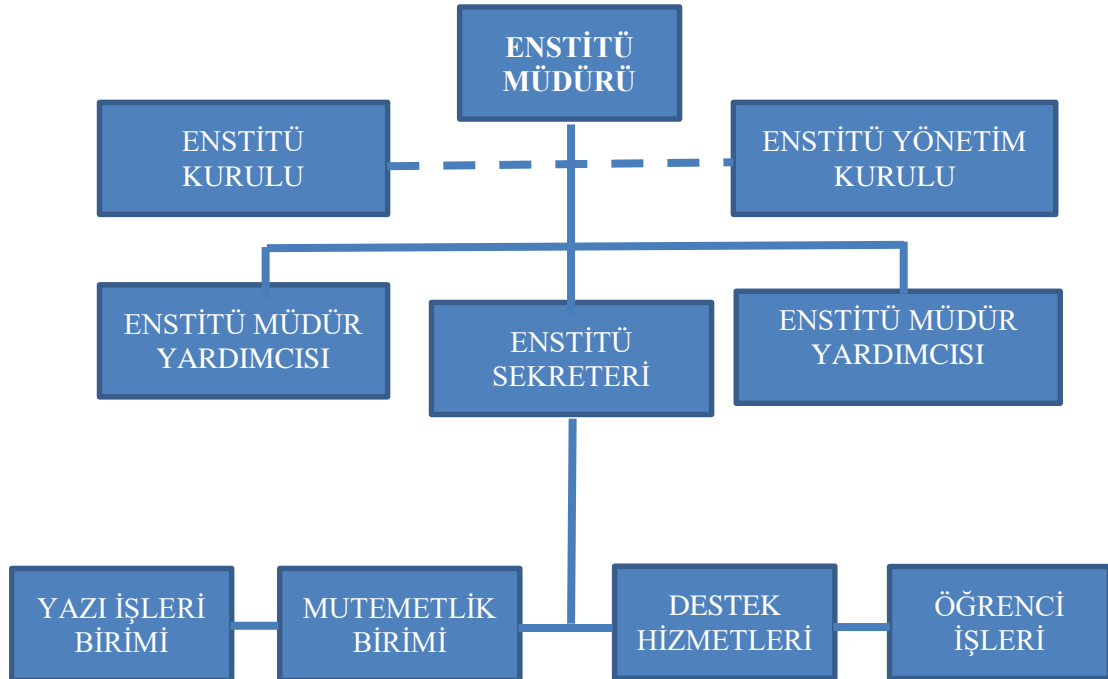 ENSTİTÜ
MÜDÜRÜ
ENSTİTÜ
KURULU
ENSTİTÜ YÖNETİM
KURULU
ENSTİTÜ MÜDÜR
YARDIMCISI
ENSTİTÜ
SEKRETERİ
ENSTİTÜ MÜDÜR
YARDIMCISI
YAZI İŞLERİ
BİRİMİ
MUTEMETLİK
BİRİMİ
DESTEK
HİZMETLERİ
ÖĞRENCİ
İŞLERİ